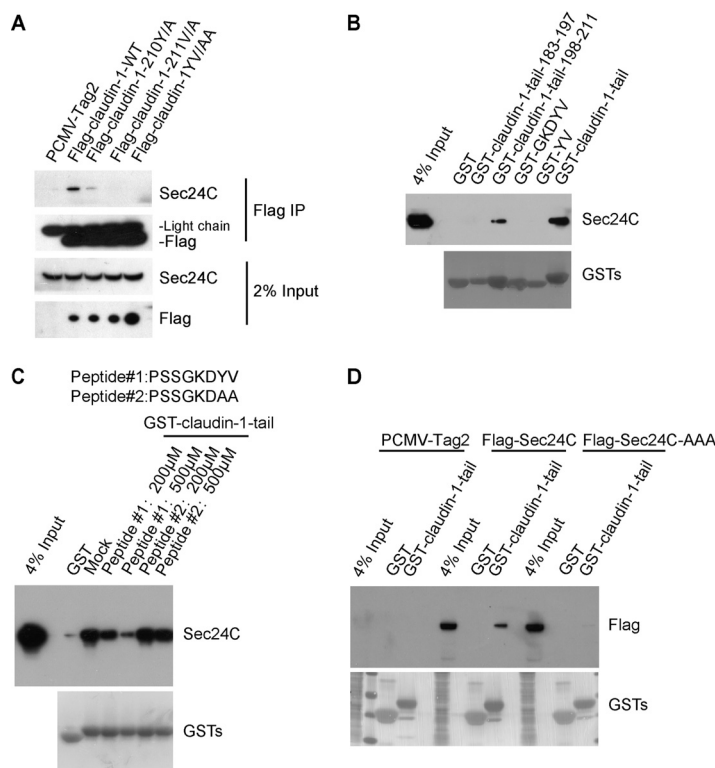 A
PCMV-Tag2
Flag-claudin-1-WT
Flag-claudin-1-210Y/A
Flag-claudin-1-211V/A
Flag-claudin-1YV/AA
Sec24C
-Light chain
-Flag
Flag IP
Sec24C
Flag
2% Input
B
4% Input
GST
GST-claudin-1-tail-183-197
GST-claudin-1-tail-198-211
GST-GKDYV
GST-YV
GST-claudin-1-tail
Sec24C
GSTs
C
Peptide#1:PSSGKDYV
Peptide#2:PSSGKDAA
GST-claudin-1-tail
4% Input
GST
Mock
Peptide #1: 200µM
Peptide #1: 500µM
Peptide #2: 200µM
Peptide #2: 500µM
Sec24C
GSTs
D
PCMV-Tag2 Flag-Sec24C Flag-Sec24C-AAA
4% Input
GST
GST-claudin-1-tail
4% Input
GST
GST-claudin-1-tail
4% Input
GST
GST-claudin-1-tail
Flag
GSTs